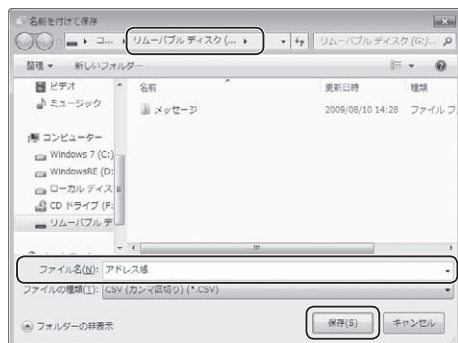 名前を付けて保存
コ... リムーバブル ディスク (... リムーバブル ディスク (G:)...
整理 新しいフォルダー
ビデオ
ミュージック
コンピューター
Windows 7 (C:)
WindowsRE (D:
ローカル ディス
CD ドライブ (F:
リムーバブル デ
名前 更新日時 種類
メッセージ 2009/08/10 14:28 ファイル フ
ファイル名(N): アドレス帳
ファイルの種類(T): CSV (カンマ区切り) (*.CSV)
フォルダーの非表示 保存(S) キャンセル